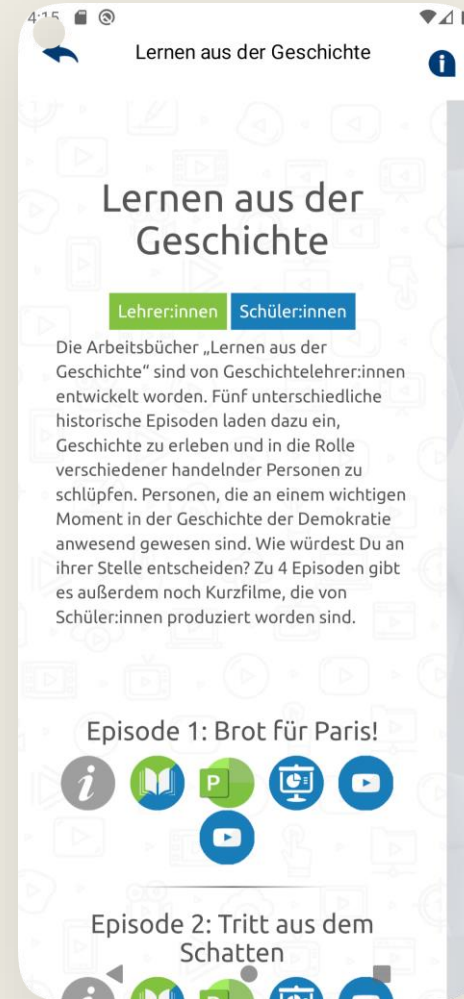 4:15
Lernen aus der Geschichte
Lernen aus der
Geschichte
Lehrer:innen Schüler:innen
Die Arbeitsbücher „Lernen aus der
Geschichte“ sind von Geschichtelehrer:innen
entwickelt worden. Fünf unterschiedliche
historische Episoden laden dazu ein,
Geschichte zu erleben und in die Rolle
verschiedener handelnder Personen zu
schlüpfen. Personen, die an einem wichtigen
Moment in der Geschichte der Demokratie
anwesend gewesen sind. Wie würdest Du an
ihrer Stelle entscheiden? Zu 4 Episoden gibt
es außerdem noch Kurzfilme, die von
Schüler:innen produziert worden sind.
Episode 1: Brot für Paris!
i P
Episode 2: Tritt aus dem
Schatten